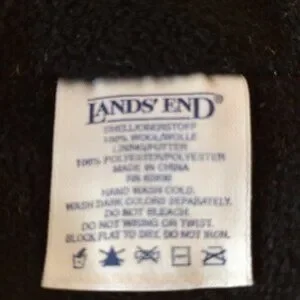 LANDS' END®
SHELL/OBERSTOFF
100% WOOL/WOLLE
LINING/FUTTER
100% POLYESTER/POLYESTER
MADE IN CHINA
RN
HAND WASH COLD.
WASH DARK COLORS SEPARATELY.
DO NOT BLEACH.
DO NOT WRING OR TWIST.
BLOCK FLAT TO DRY. DO NOT IRON.